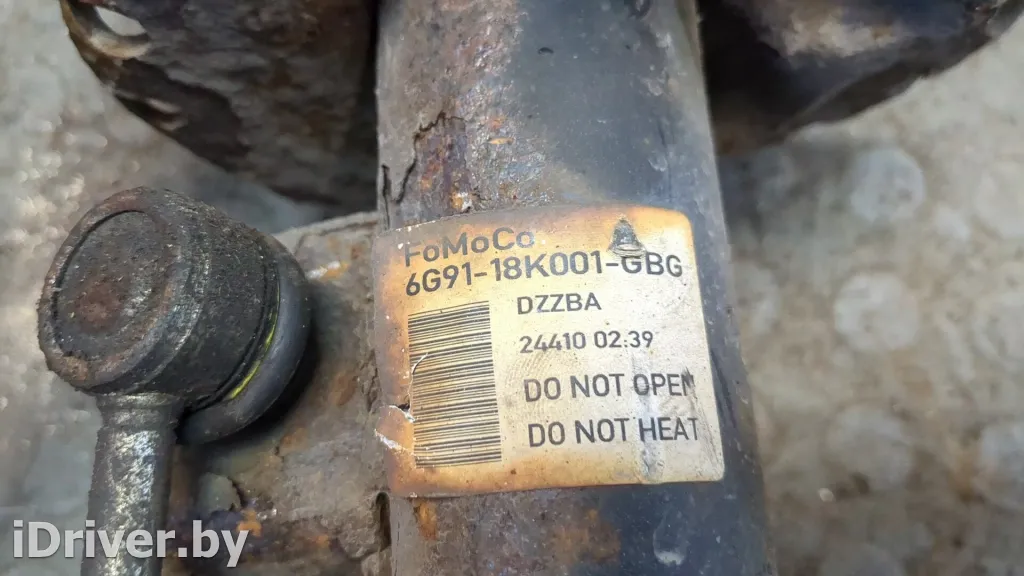 FoMoCo
6G91-18K001-GBG
DZZBA
24410 02:39
DO NOT OPEN
DO NOT HEAT
iDriver.by